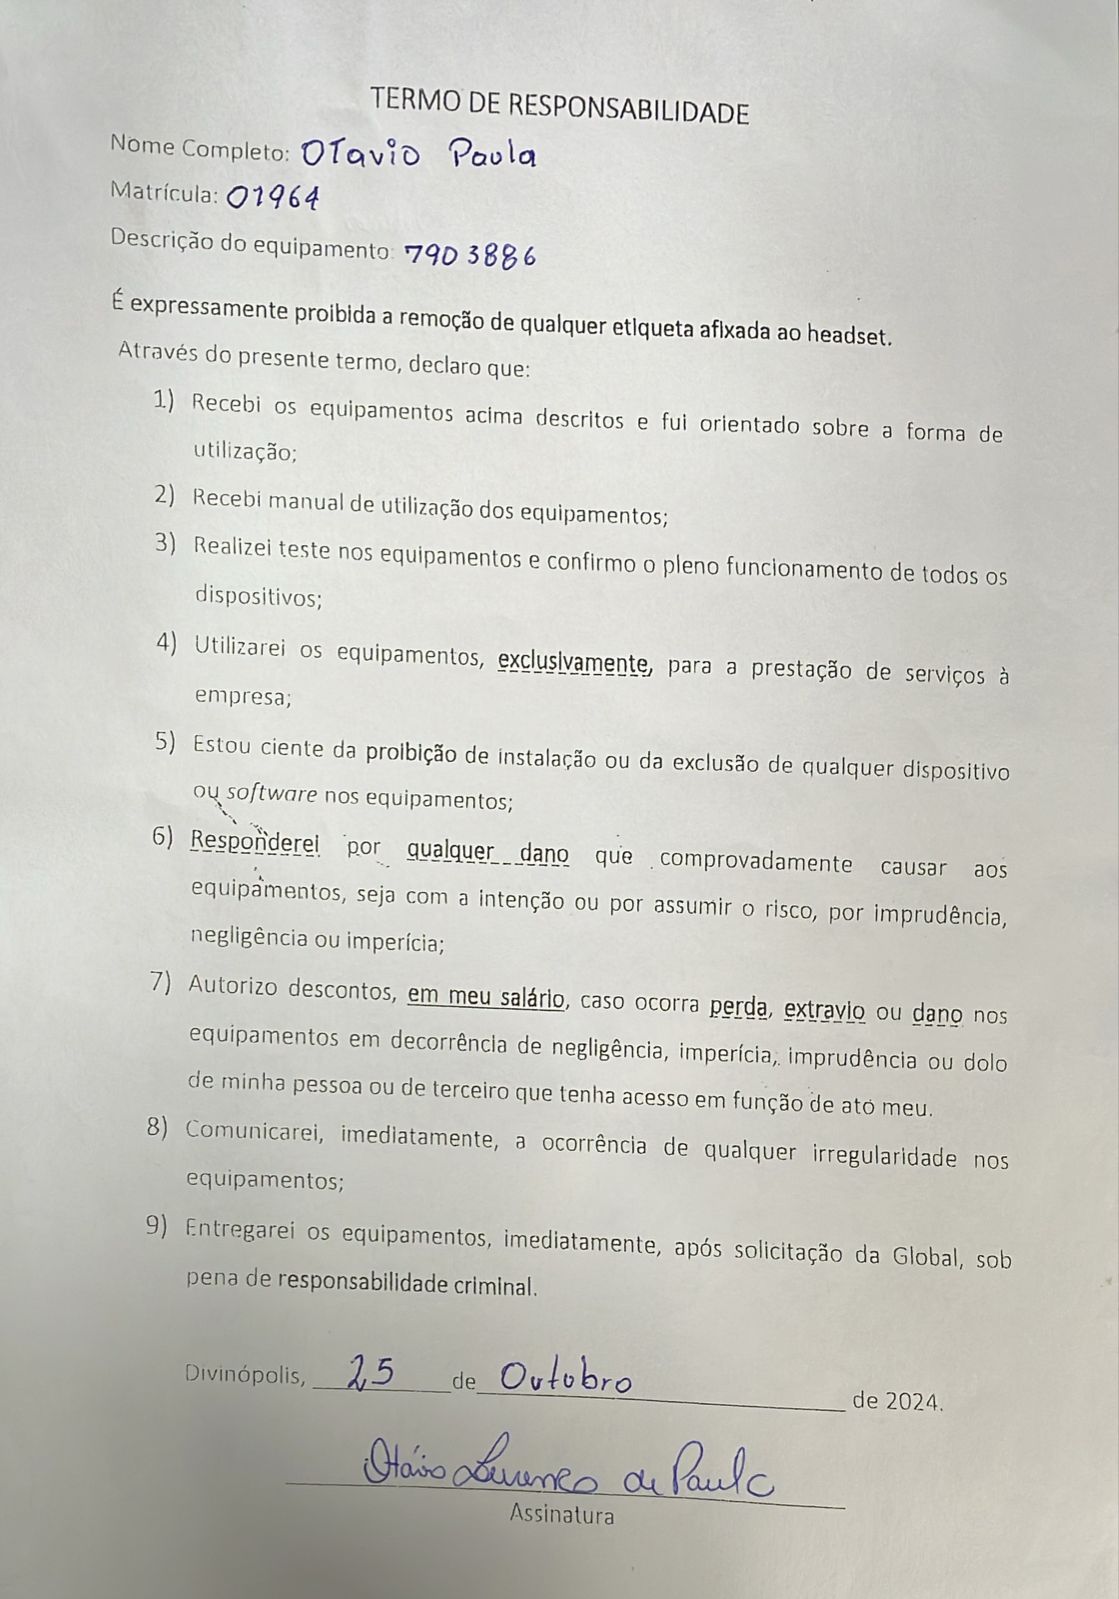 TERMO DE RESPONSABILIDADE
Nome Completo: OTavio Paula
Matrícula: 01964
Descrição do equipamento: 7903886
É expressamente proibida a remoção de qualquer etiqueta afixada ao headset.
Através do presente termo, declaro que:
1) Recebi os equipamentos acima descritos e fui orientado sobre a forma de
utilização;
2) Recebi manual de utilização dos equipamentos;
3) Realizei teste nos equipamentos e confirmo o pleno funcionamento de todos os
dispositivos;
4) Utilizarei os equipamentos, exclusivamente, para a prestação de serviços à
empresa;
5) Estou ciente da proibição de instalação ou da exclusão de qualquer dispositivo
ou software nos equipamentos;
6) Responderei por qualquer dano que comprovadamente causar aos
equipamentos, seja com a intenção ou por assumir o risco, por imprudência,
negligência ou imperícia;
7) Autorizo descontos, em meu salário, caso ocorra perda, extravio ou dano nos
equipamentos em decorrência de negligência, imperícia, imprudência ou dolo
de minha pessoa ou de terceiro que tenha acesso em função de ato meu.
8) Comunicarei, imediatamente, a ocorrência de qualquer irregularidade nos
equipamentos;
9) Entregarei os equipamentos, imediatamente, após solicitação da Global, sob
pena de responsabilidade criminal.
Divinópolis, 25 de Outubro de 2024.
Otávio Lourenço de Paula
Assinatura